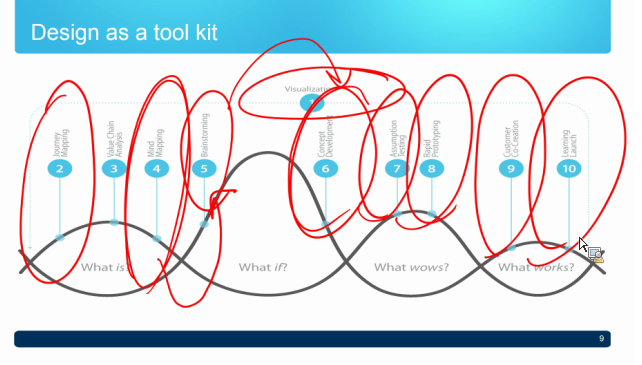 Design as a tool kit
Visualization
1
Journey
Mapping
2
Value Chain
Analysis
3
Mind
Mapping
4
Brainstorming
5
Concept
Development
6
Assumption
Testing
7
Rapid
Prototyping
8
Customer
Co-Creation
9
Learning
Launch
10
What is?
What if?
What wows?
What works?
9